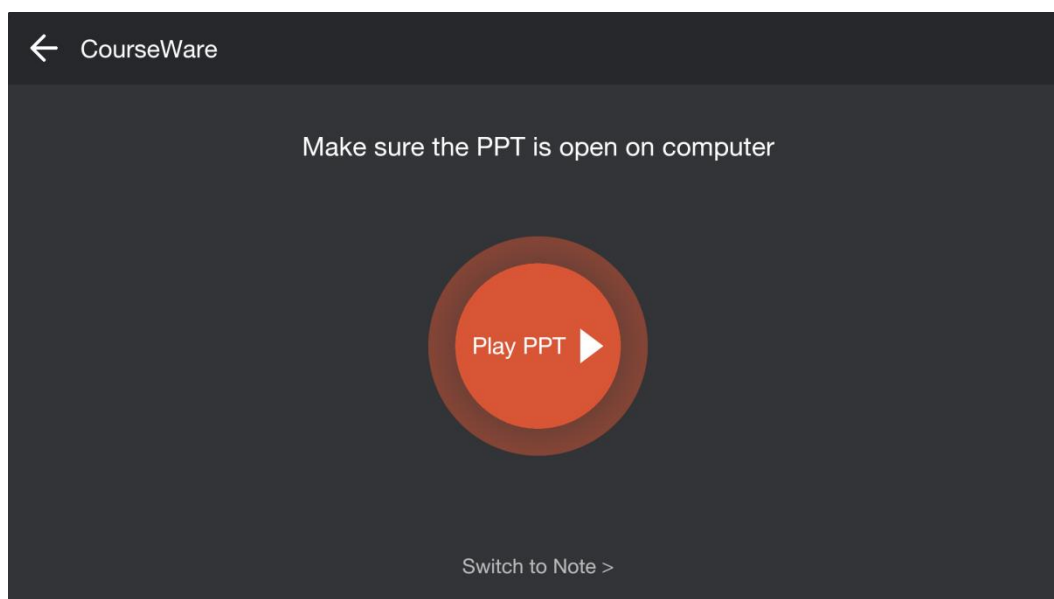 CourseWare
Make sure the PPT is open on computer
Play PPT
Switch to Note >